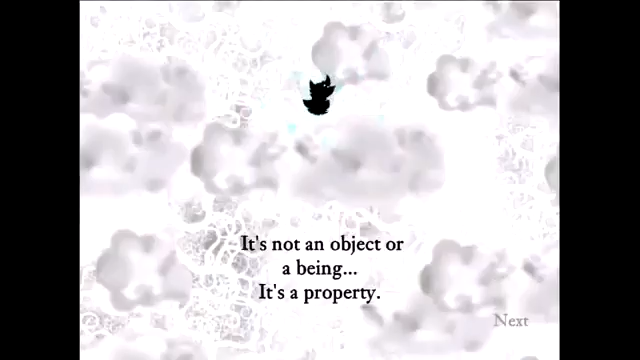 It's not an object or
a being...
It's a property.
Next